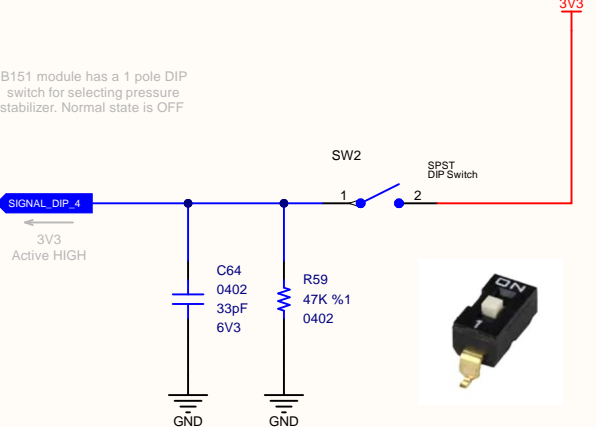 3V3
B151 module has a 1 pole DIP
switch for selecting pressure
stabilizer. Normal state is OFF
SW2
SPST
DIP Switch
1
2
SIGNAL_DIP_4
3V3
Active HIGH
C64
0402
33pF
6V3
R59
47K %1
0402
ON
1
GND
GND